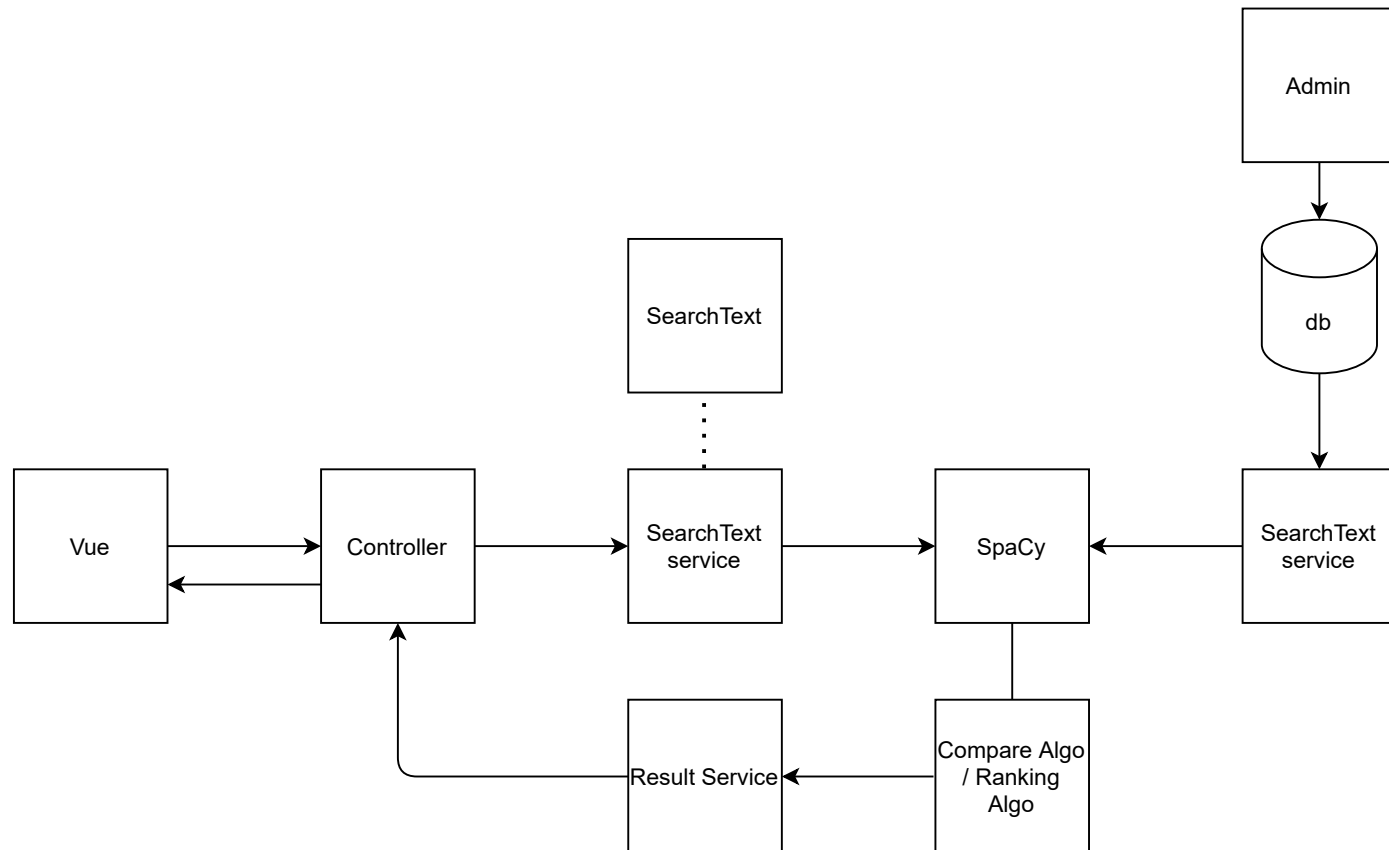 Admin
db
SearchText
Vue
Controller
SearchText
service
SpaCy
SearchText
service
Result Service
Compare Algo
/ Ranking
Algo